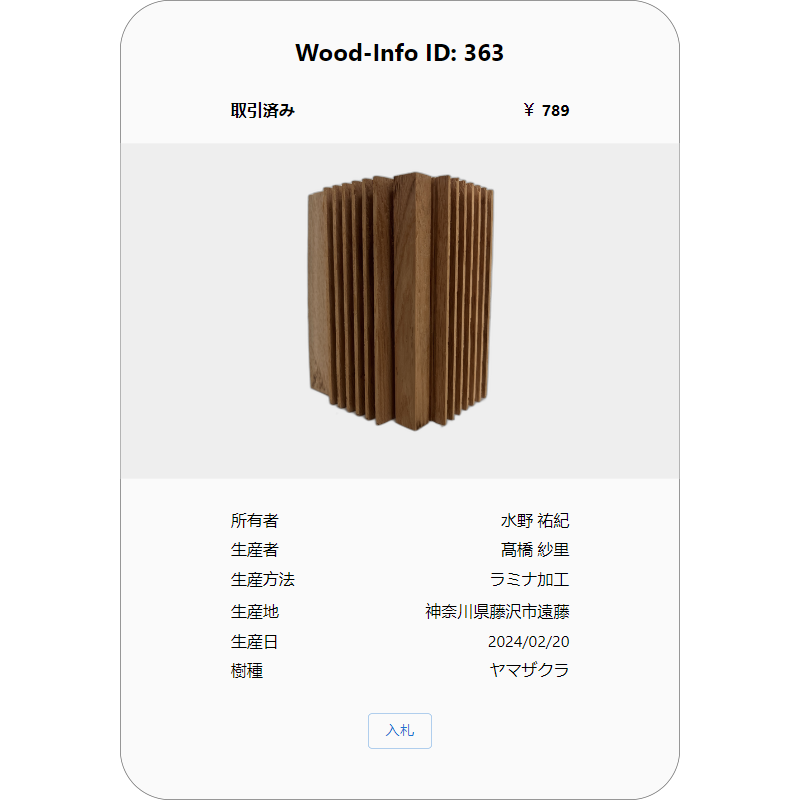 Wood-Info ID: 363
取引済み ￥ 789
所有者 水野 祐紀
生産者 髙橋 紗里
生産方法 ラミナ加工
生産地 神奈川県藤沢市遠藤
生産日 2024/02/20
樹種 ヤマザクラ
入札